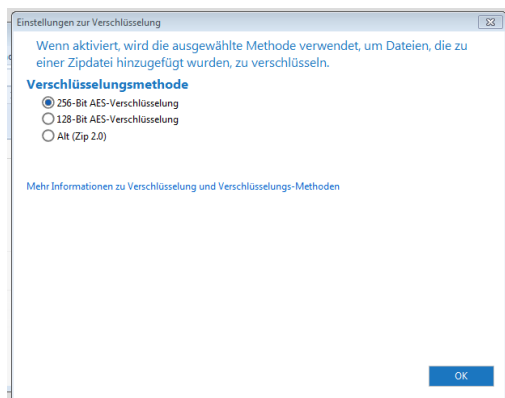 Einstellungen zur Verschlüsselung
Wenn aktiviert, wird die ausgewählte Methode verwendet, um Dateien, die zu
einer Zipdatei hinzugefügt wurden, zu verschlüsseln.
Verschlüsselungsmethode
256-Bit AES-Verschlüsselung
128-Bit AES-Verschlüsselung
Alt (Zip 2.0)
Mehr Informationen zu Verschlüsselung und Verschlüsselungs-Methoden
OK